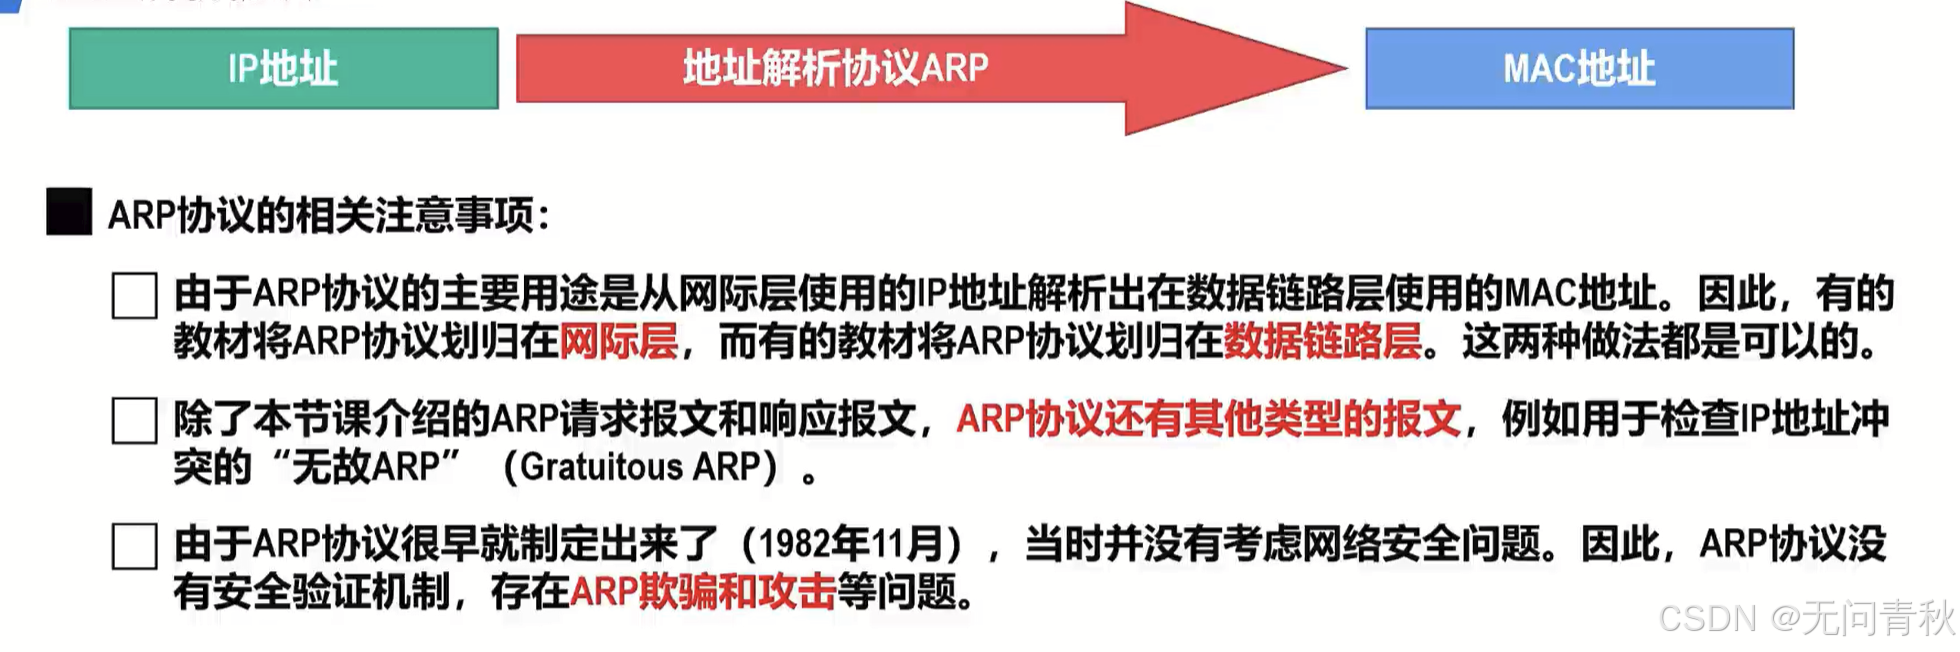 IP地址
地址解析协议ARP
MAC地址
ARP协议的相关注意事项：
由于ARP协议的主要用途是从网际层使用的IP地址解析出在数据链路层使用的MAC地址。因此，有的
教材将ARP协议划归在网际层，而有的教材将ARP协议划归在数据链路层。这两种做法都是可以的。
除了本节课介绍的ARP请求报文和响应报文，ARP协议还有其他类型的报文，例如用于检查IP地址冲
突的“无故ARP”（Gratuitous ARP）。
由于ARP协议很早就制定出来了（1982年11月），当时并没有考虑网络安全问题。因此，ARP协议没
有安全验证机制，存在ARP欺骗和攻击等问题。
CSDN @无问青秋